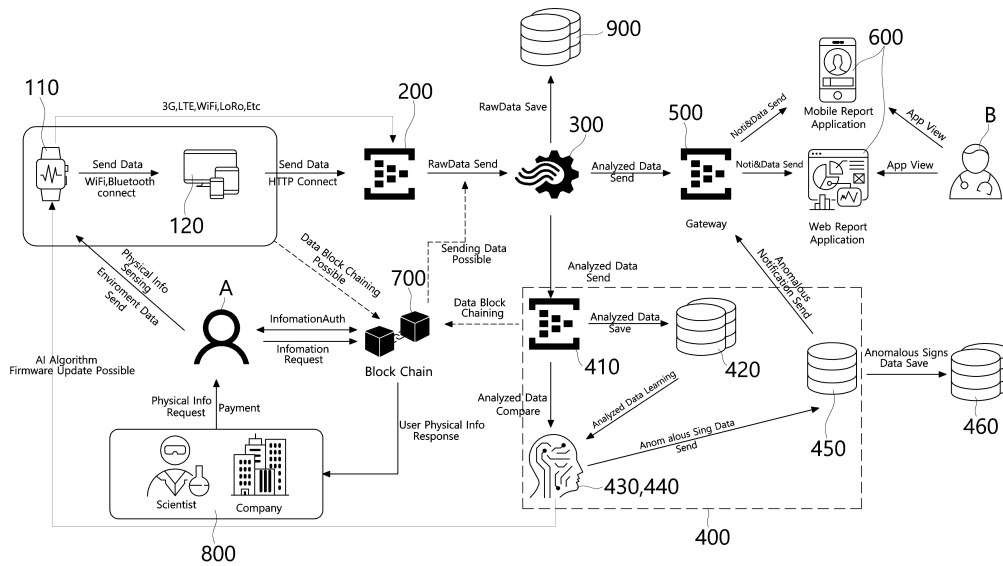 900
600
110
3G,LTE,WiFi,LoRo,Etc
200
RawData Save
300
500
Noti&Data Send
Mobile Report
Application
App View
B
Send Data
WiFi,Bluetooth
connect
120
Send Data
HTTP Connect
RawData Send
Analyzed Data
Send
Noti&Data Send
App View
Gateway
Web Report
Application
Physical Info
Sensing
Enviroment Data
Send
Data Block Chaining
Possible
Sending Data
Possible
Analyzed Data
Send
Anomalous
Notification Send
A
700
InfomationAuth
Infomation
Request
Block Chain
Data Block
Chaining
Analyzed Data
Save
410
420
450
Anomalous Signs
Data Save
460
AI Algorithm
Firmware Update Possible
Physical Info
Request
Payment
User Physical Info
Response
Analyzed Data
Compare
Analyzed Data Learning
Anom alous Sing Data
Send
430,440
Scientist
Company
800
400